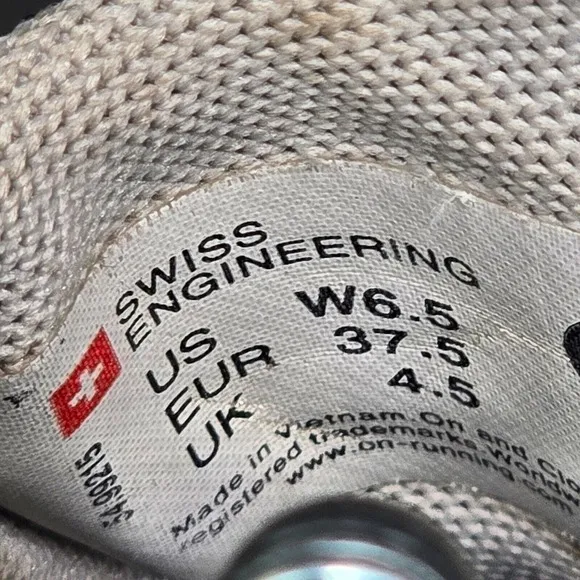 SWISS
ENGINEERING
US W6.5
EUR 37.5
UK 4.5
Made in Vietnam. On and
registered trademarks.
www.on-running.com